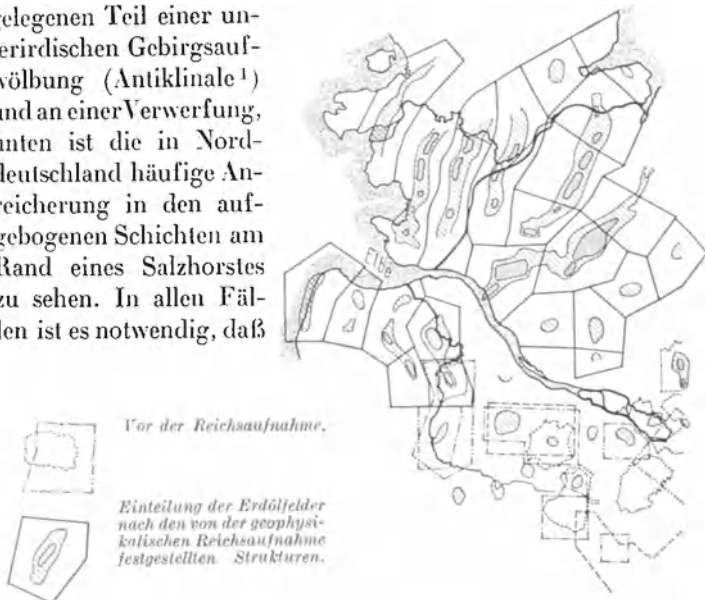 gelegenen Teil einer un-
terirdischen Gebirgsauf-
wölbung (Antiklinale¹)
und an einer Verwerfung,
unten ist die in Nord-
deutschland häufige An-
reicherung in den auf-
gebogenen Schichten am
Rand eines Salzhorstes
zu sehen. In allen Fäl-
len ist es notwendig, daß
Elbe
Vor der Reichsaufnahme.
Einteilung der Erdölfelder
nach den von der geophysi-
kalischen Reichsaufnahme
festgestellten Strukturen.